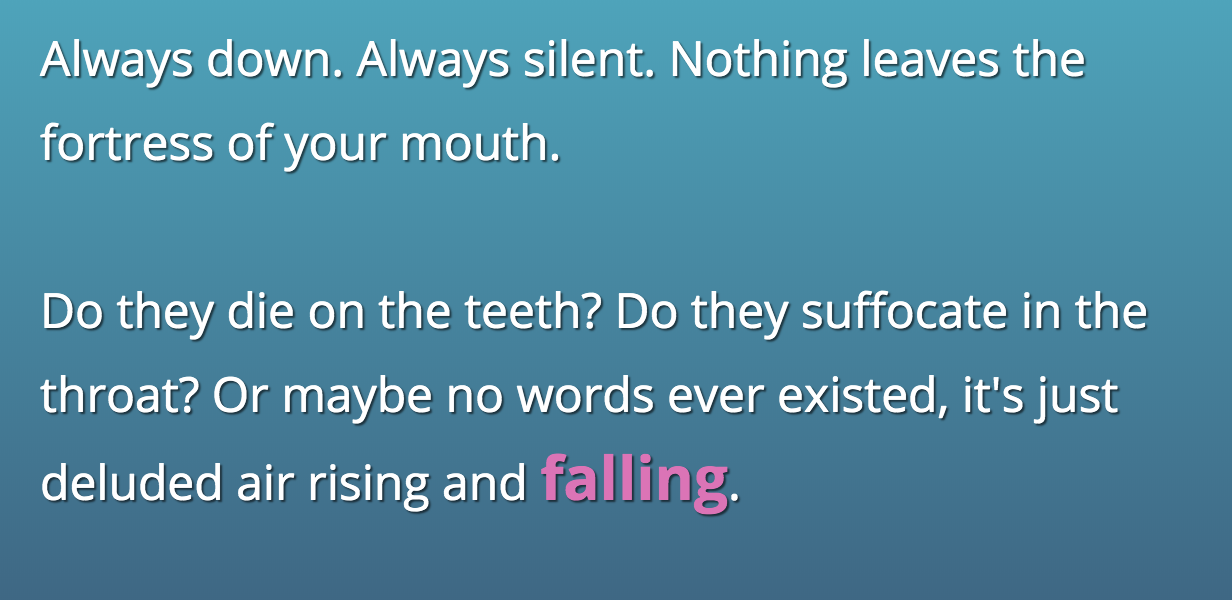 Always down. Always silent. Nothing leaves the
fortress of your mouth.
Do they die on the teeth? Do they suffocate in the
throat? Or maybe no words ever existed, it's just
deluded air rising and falling.